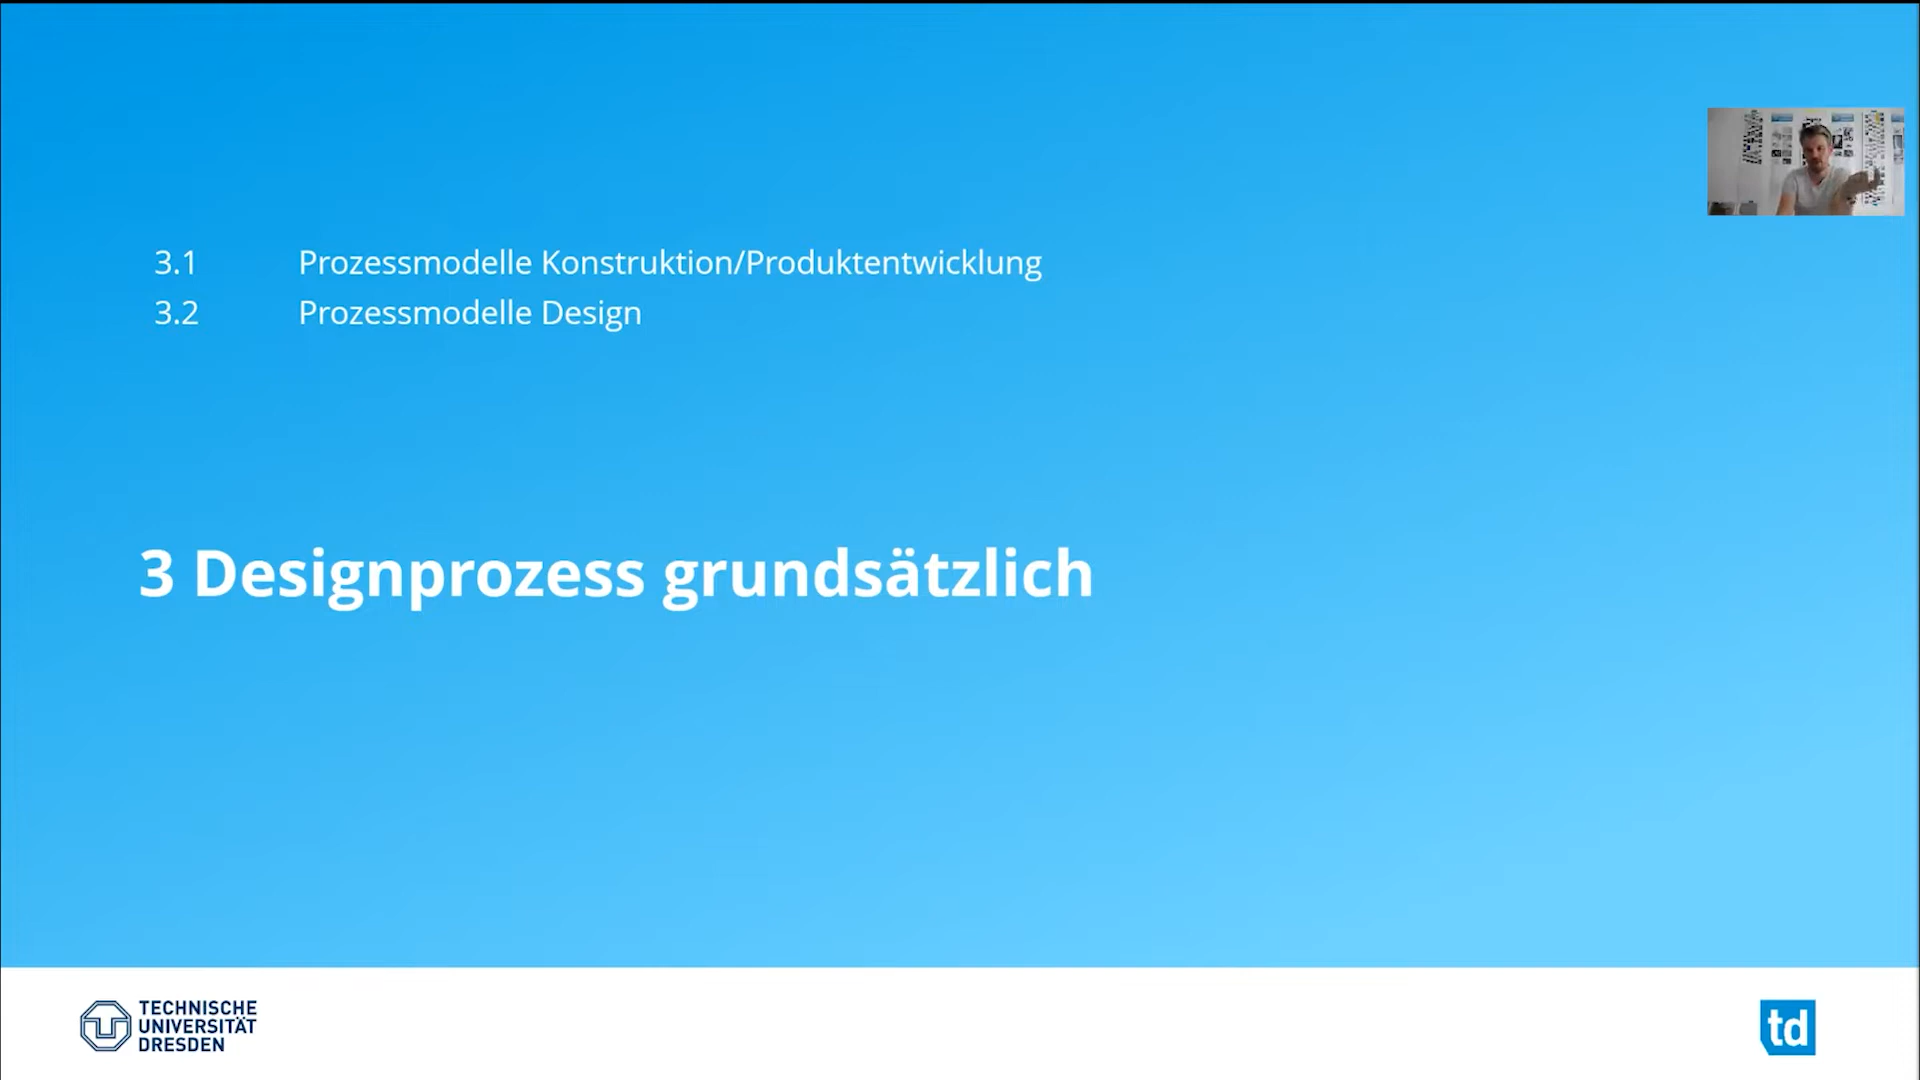 3.1 Prozessmodelle Konstruktion/Produktentwicklung
3.2 Prozessmodelle Design
3 Designprozess grundsätzlich
TECHNISCHE
UNIVERSITÄT
DRESDEN
td